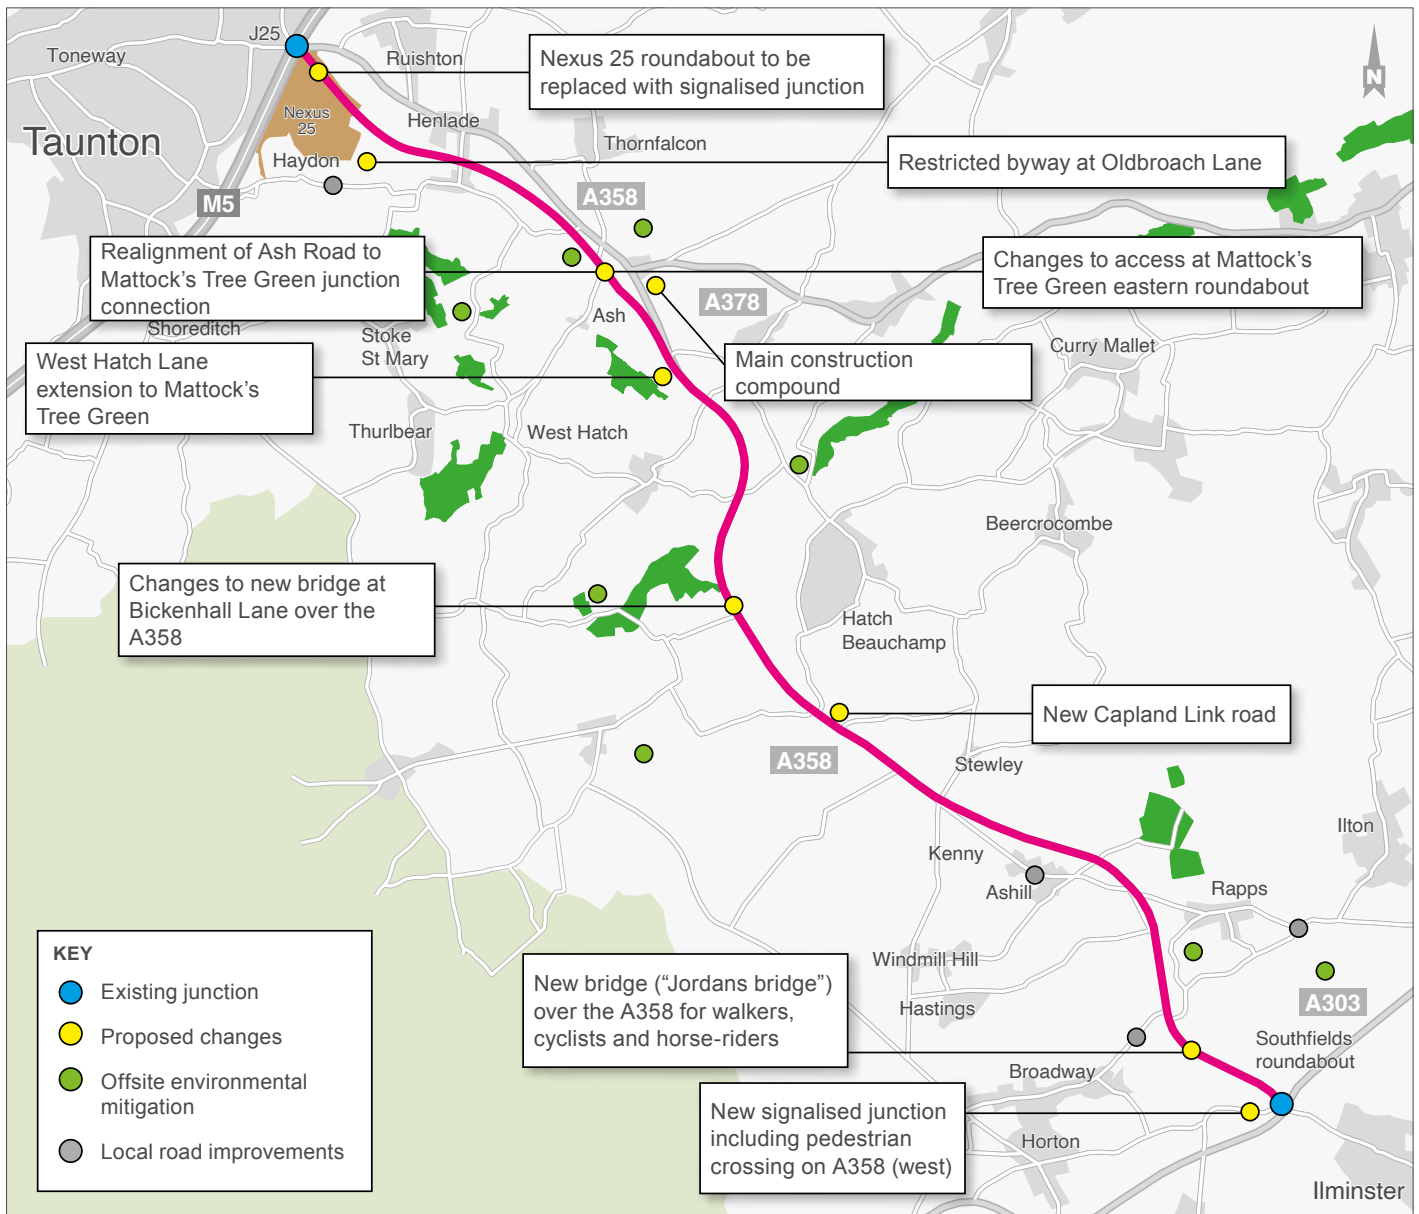 J25
Toneway
Ruishton
Nexus 25 roundabout to be
replaced with signalised junction
N
Nexus
25
Henlade
Taunton
Thornfalcon
Haydon
Restricted byway at Oldbroach Lane
M5
A358
Realignment of Ash Road to
Mattock's Tree Green junction
connection
Changes to access at Mattock's
Tree Green eastern roundabout
A378
Ash
Shoreditch
Stoke
St Mary
Main construction
compound
Curry Mallet
West Hatch Lane
extension to Mattock's
Tree Green
Thurlbear
West Hatch
Beercrocombe
Changes to new bridge at
Bickenhall Lane over the
A358
Hatch
Beauchamp
New Capland Link road
A358
Stewley
Ilton
Kenny
Ashill
Rapps
KEY
Existing junction
Proposed changes
Offsite environmental
mitigation
Local road improvements
Windmill Hill
Hastings
New bridge (“Jordans bridge”)
over the A358 for walkers,
cyclists and horse-riders
A303
Southfields
roundabout
Broadway
New signalised junction
including pedestrian
crossing on A358 (west)
Horton
Ilminster